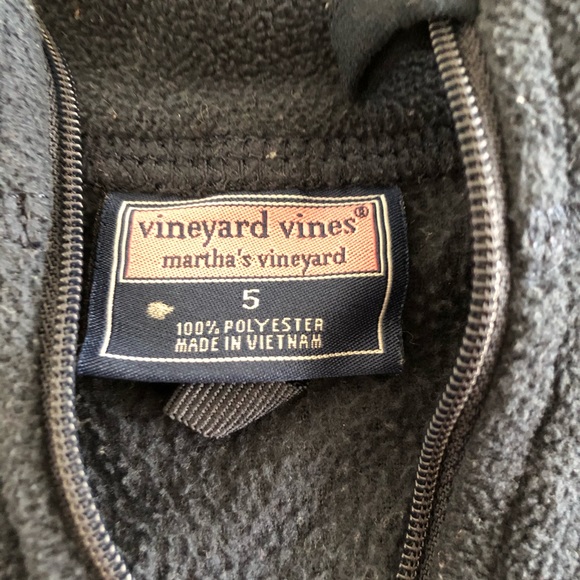 vineyard vines®
martha's vineyard
5
100% POLYESTER
MADE IN VIETNAM